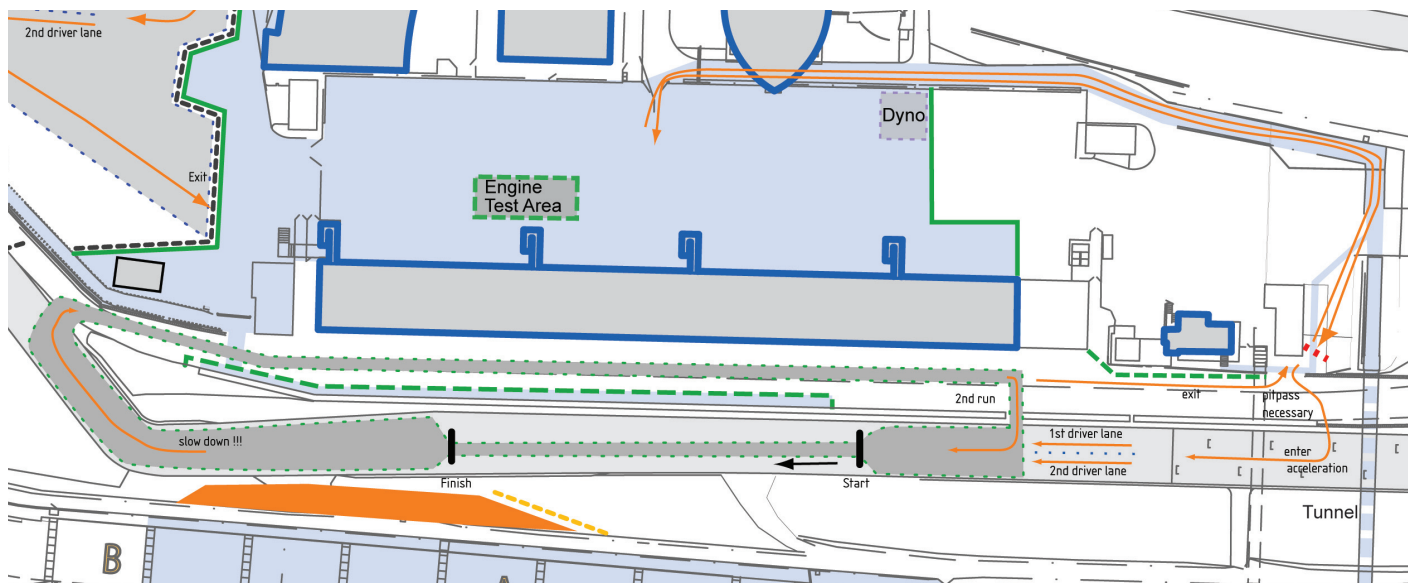 2nd driver lane
Exit
Dyno
Engine
Test Area
2nd run
exit
pitpass
necessary
slow down !!!
1st driver lane
2nd driver lane
enter
acceleration
Finish
Start
Tunnel
B